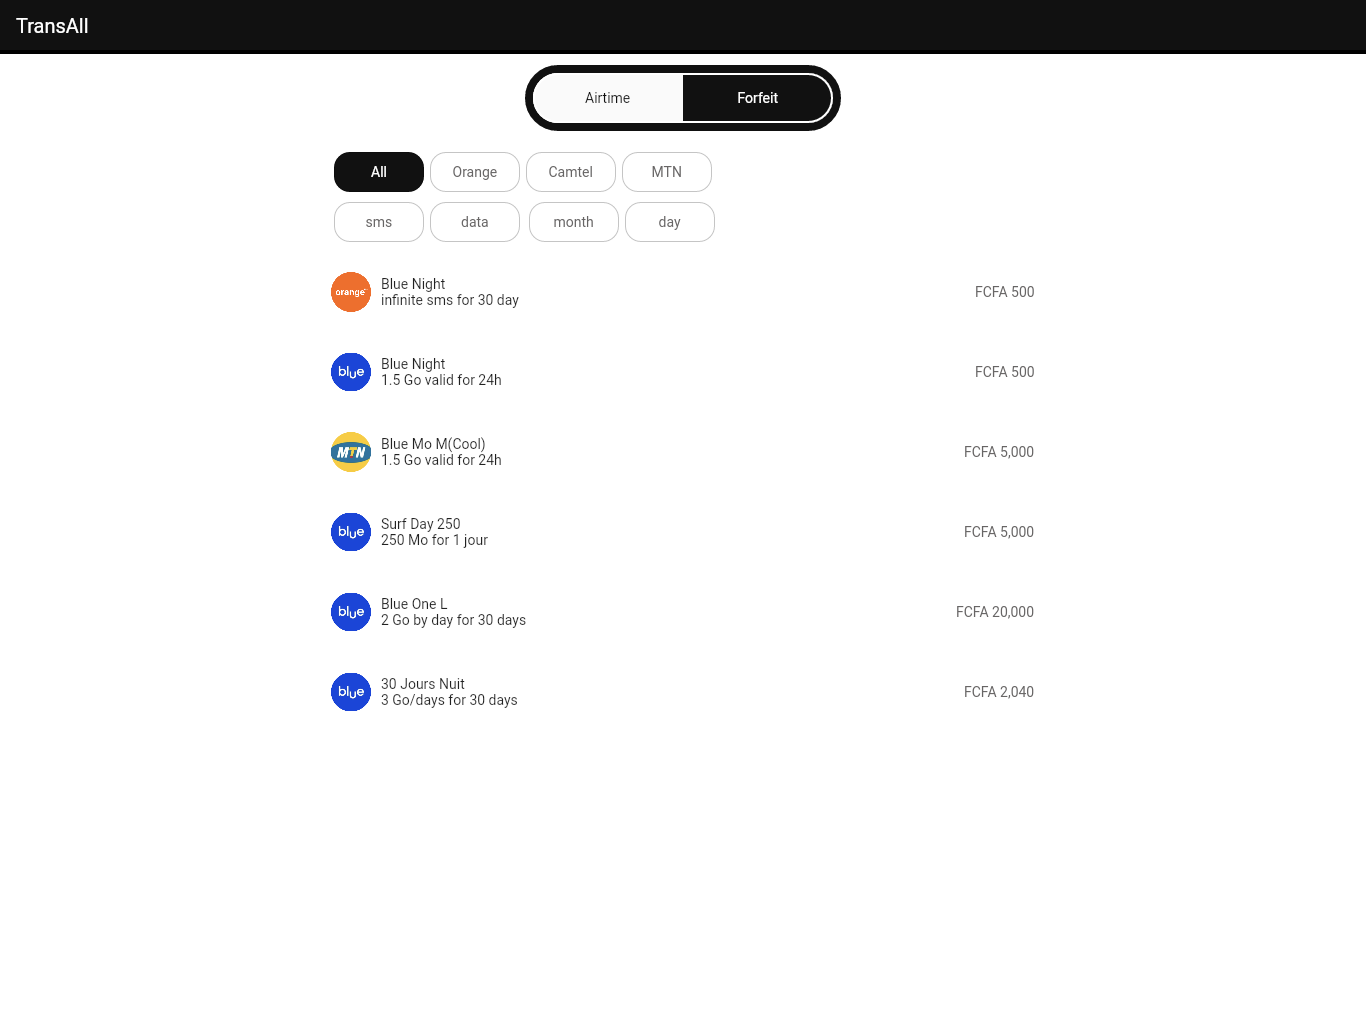 TransAll
Airtime Forfeit
All Orange Camtel MTN
sms data month day
orange Blue Night FCFA 500
infinite sms for 30 day
blue Blue Night FCFA 500
1.5 Go valid for 24h
MTN Blue Mo M(Cool) FCFA 5,000
1.5 Go valid for 24h
blue Surf Day 250 FCFA 5,000
250 Mo for 1 jour
blue Blue One L FCFA 20,000
2 Go by day for 30 days
blue 30 Jours Nuit FCFA 2,040
3 Go/days for 30 days